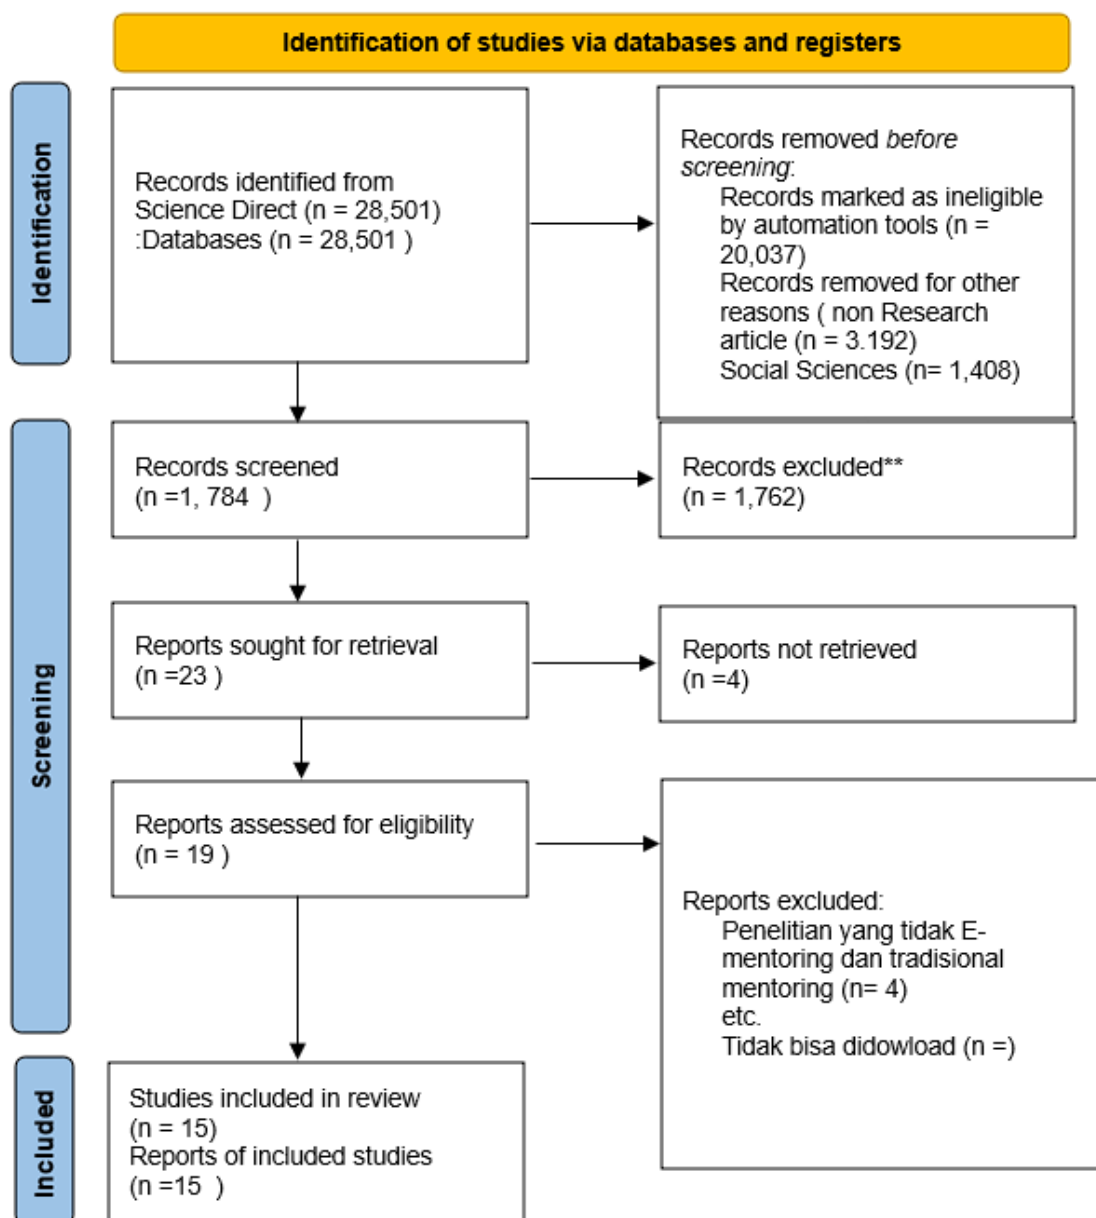 Identification of studies via databases and registers
Identification
Records identified from
Science Direct (n = 28,501)
:Databases (n = 28,501 )
Records removed before
screening:
Records marked as ineligible
by automation tools (n =
20,037)
Records removed for other
reasons ( non Research
article (n = 3.192)
Social Sciences (n= 1,408)
Screening
Records screened
(n =1, 784 )
Records excluded**
(n = 1,762)
Reports sought for retrieval
(n =23 )
Reports not retrieved
(n =4)
Reports assessed for eligibility
(n = 19 )
Reports excluded:
Penelitian yang tidak E-
mentoring dan tradisional
mentoring (n= 4)
etc.
Tidak bisa didowload (n =)
Included
Studies included in review
(n = 15)
Reports of included studies
(n =15 )